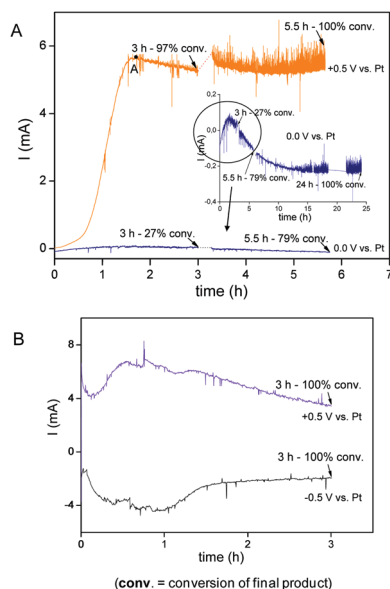 A
5.5 h - 100% conv.
3 h - 97% conv.
+0.5 V vs. Pt
A
6
4
2
0
I (mA)
0,2
0,0
-0,2
-0,4
I (mA)
3 h - 27% conv.
0.0 V vs. Pt
5.5 h - 79% conv.
24 h - 100% conv.
0 5 10 15 20 25
time (h)
3 h - 27% conv.
5.5 h - 79% conv.
0.0 V vs. Pt
0 1 2 3 4 5 6 7
time (h)
B
8
4
0
-4
I (mA)
3 h - 100% conv.
+0.5 V vs. Pt
3 h - 100% conv.
-0.5 V vs. Pt
0 1 2 3
time (h)
(conv. = conversion of final product)